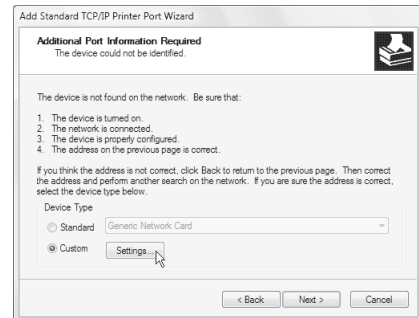 Add Standard TCP/IP Printer Port Wizard
Additional Port Information Required
The device could not be identified.
The device is not found on the network. Be sure that:
1. The device is turned on.
2. The network is connected.
3. The device is properly configured.
4. The address on the previous page is correct.
If you think the address is not correct, click Back to return to the previous page. Then correct
the address and perform another search on the network. If you are sure the address is correct,
select the device type below.
Device Type
Standard Generic Network Card
Custom Settings...
< Back Next > Cancel